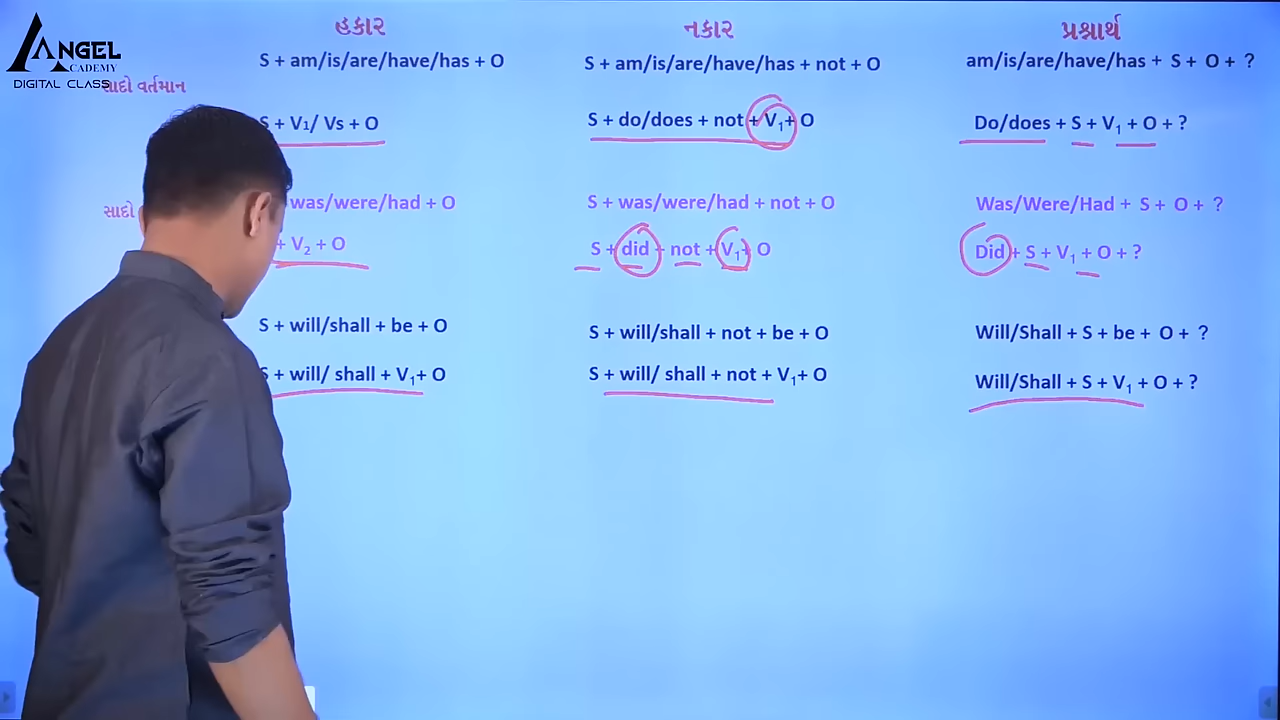 ANGEL
ACADEMY
DIGITAL CLASS
હકાર નકાર પ્રશ્નાર્થ
S + am/is/are/have/has + O S + am/is/are/have/has + not + O am/is/are/have/has + S + O + ?
સાદો વર્તમાન
S + V₁/ Vs + O S + do/does + not + V₁+ O Do/does + S + V₁ + O + ?
સાદો
was/were/had + O S + was/were/had + not + O Was/Were/Had + S + O + ?
+ V₂ + O S + did + not + V₁+ O Did + S + V₁ + O + ?
S + will/shall + be + O S + will/shall + not + be + O Will/Shall + S + be + O + ?
S + will/ shall + V₁+ O S + will/ shall + not + V₁+ O Will/Shall + S + V₁ + O + ?